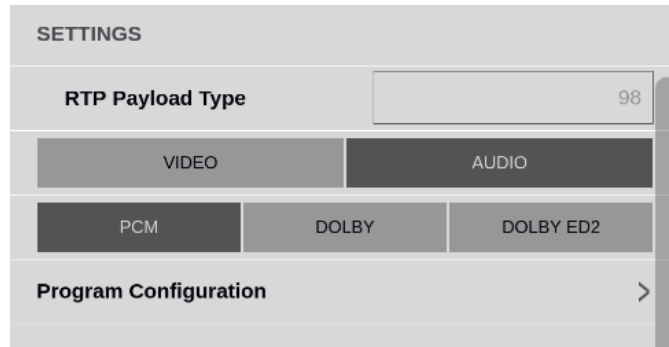 SETTINGS
RTP Payload Type 98
VIDEO AUDIO
PCM DOLBY DOLBY ED2
Program Configuration >